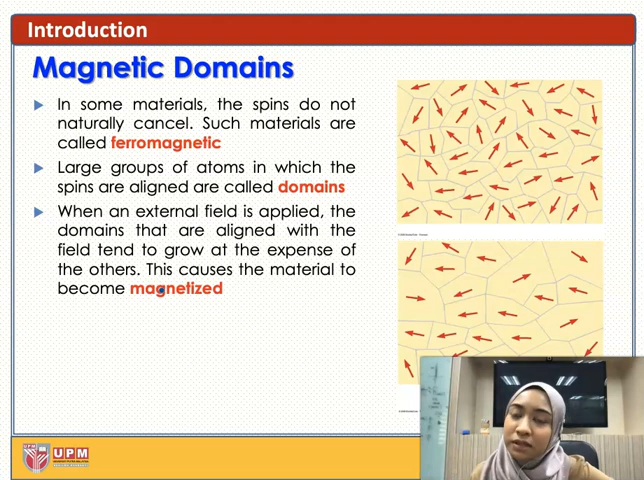 Introduction
Magnetic Domains
In some materials, the spins do not
naturally cancel. Such materials are
called ferromagnetic
Large groups of atoms in which the
spins are aligned are called domains
When an external field is applied, the
domains that are aligned with the
field tend to grow at the expense of
the others. This causes the material to
become magnetized
UPM